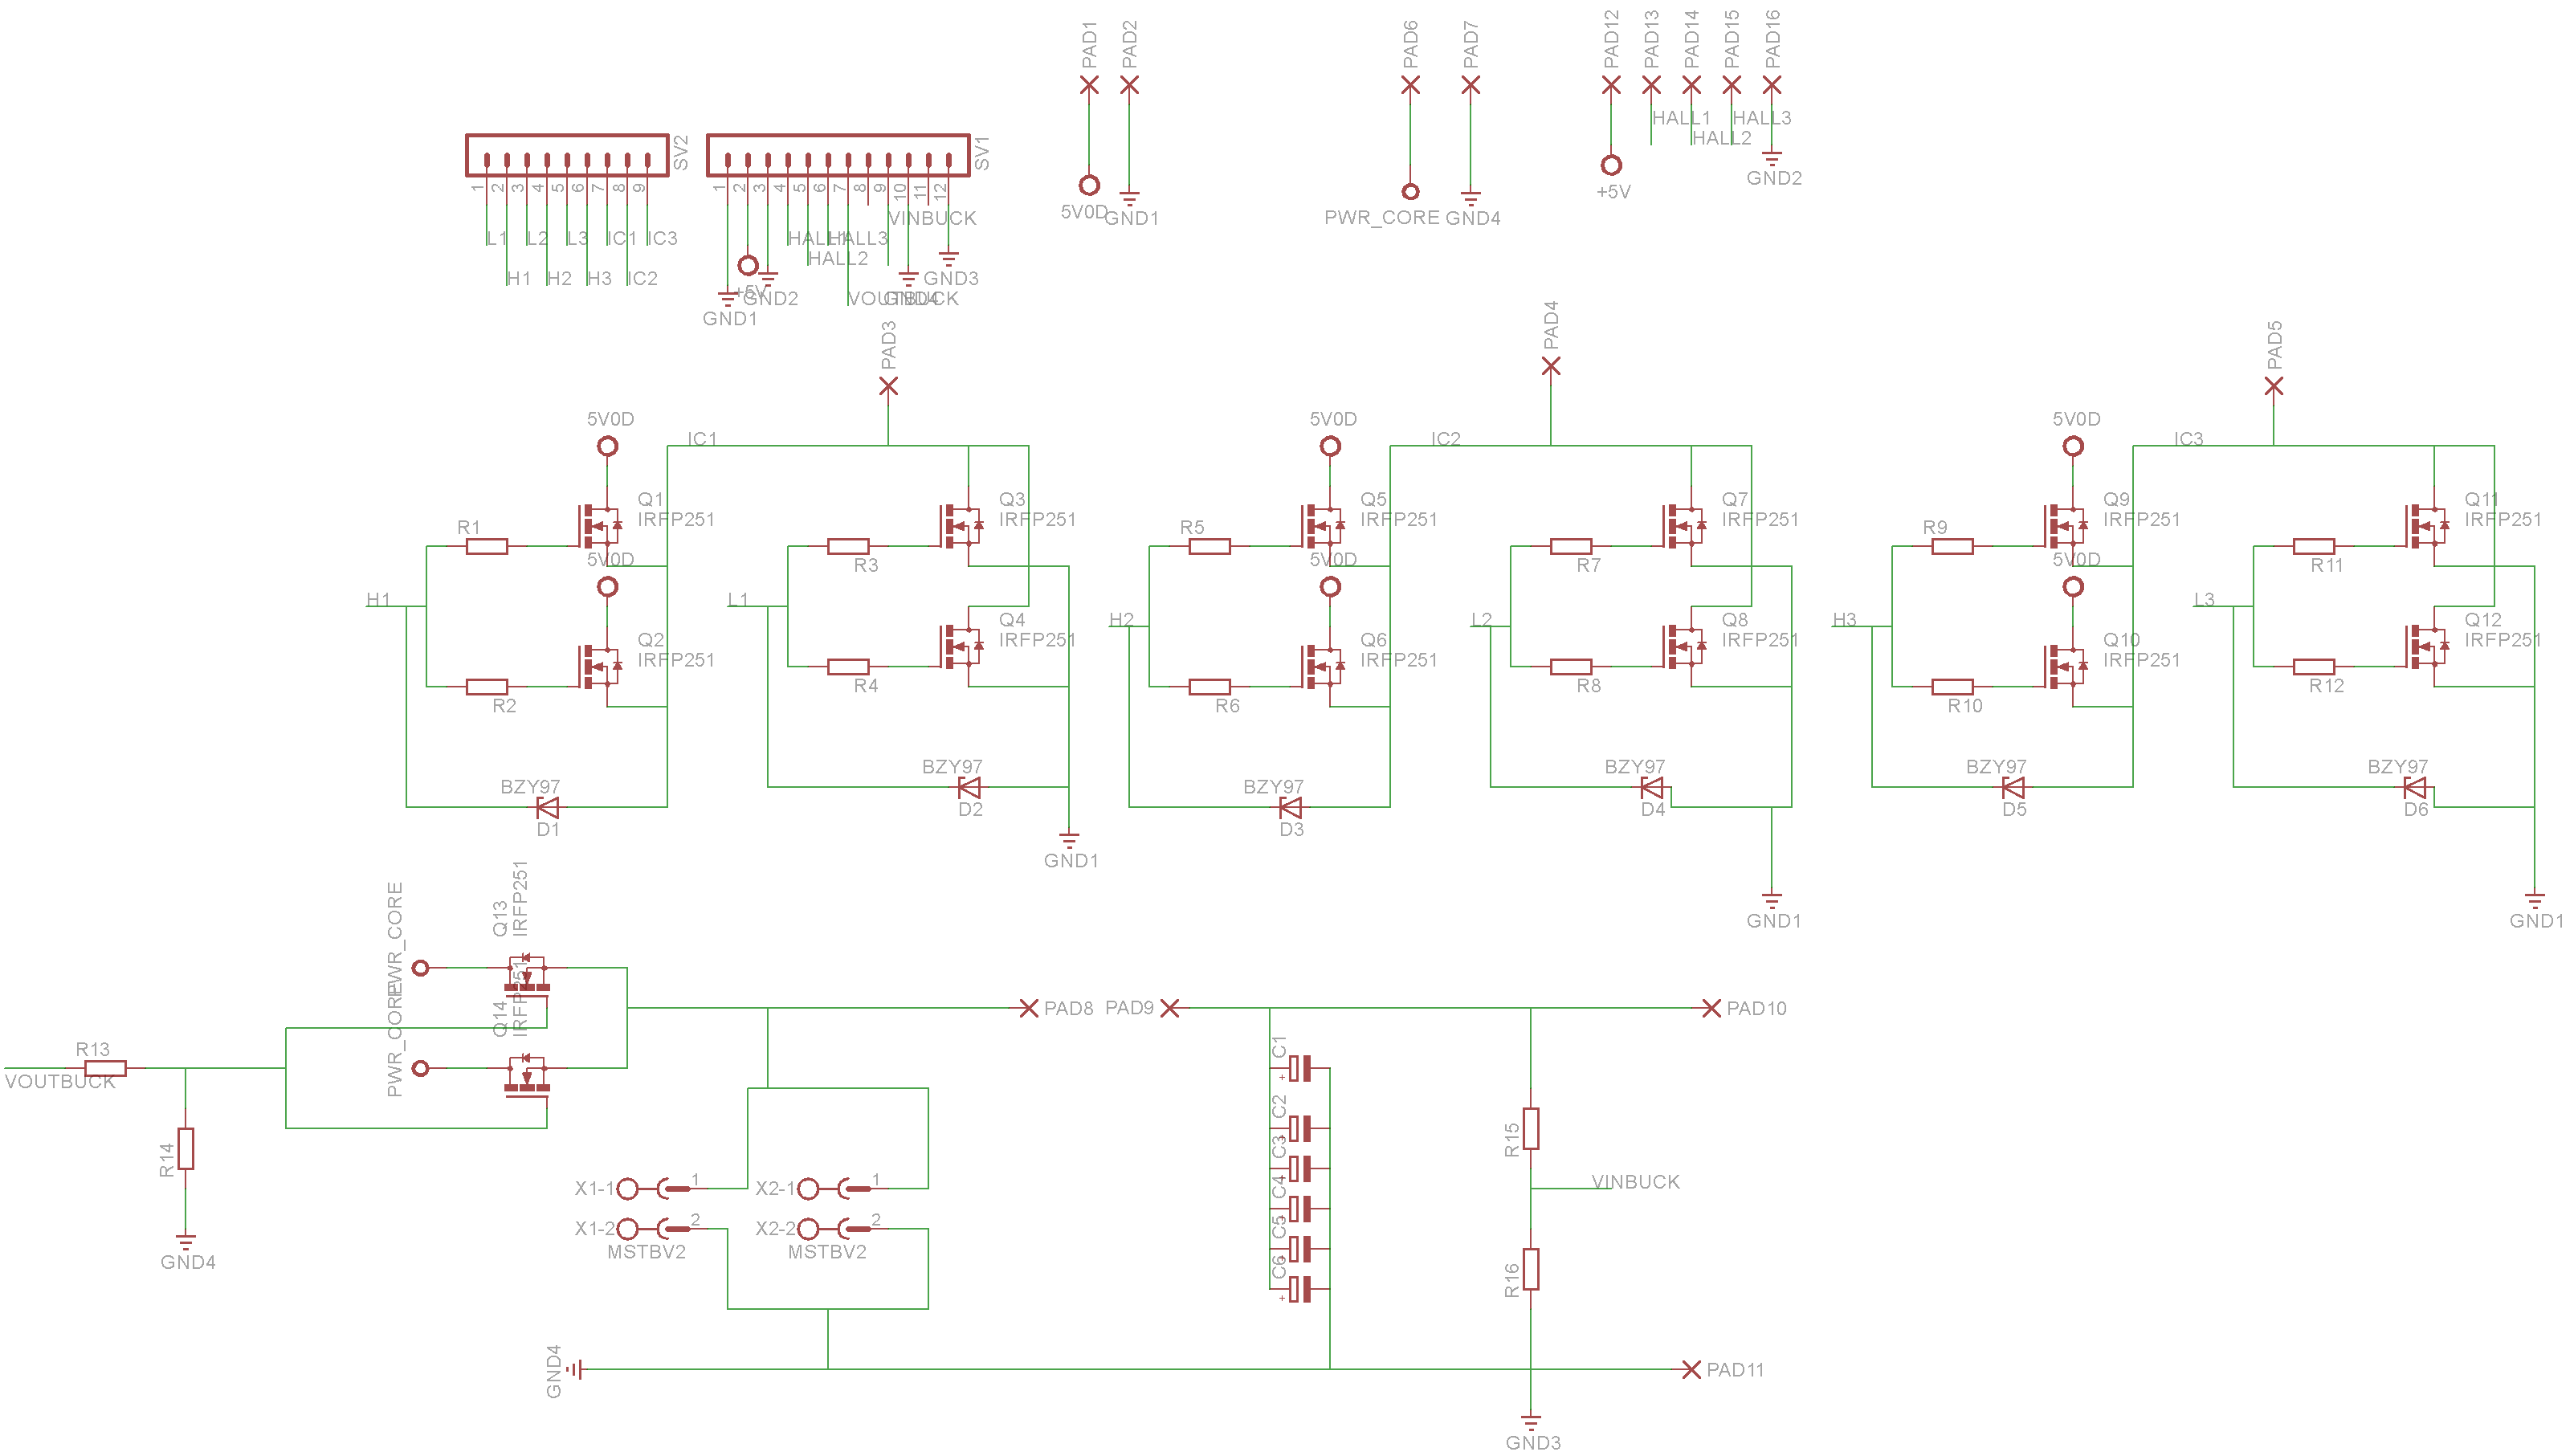 PAD1
PAD2
PAD6
PAD7
PAD12
PAD13
PAD14
PAD15
PAD16
HALL1
HALL3
HALL2
SV2
SV1
1 2 3 4 5 6 7 8 9
1 2 3 4 5 6 7 8 9 10 11 12
GND2
+5V
5V0D
GND1
PWR_CORE
GND4
VINBUCK
L1
L2
L3
IC1
IC3
HALL1
HALL3
HALL2
H1
H2
H3
IC2
GND3
+5V
GND2
VOUTBUCK
GND4
GND1
PAD3
PAD4
PAD5
5V0D
IC1
5V0D
IC2
5V0D
IC3
Q1
IRFP251
Q3
IRFP251
Q5
IRFP251
Q7
IRFP251
Q9
IRFP251
Q11
IRFP251
R1
R3
R5
R7
R9
R11
5V0D
5V0D
5V0D
H1
L1
H2
L2
H3
L3
Q2
IRFP251
Q4
IRFP251
Q6
IRFP251
Q8
IRFP251
Q10
IRFP251
Q12
IRFP251
R2
R4
R6
R8
R10
R12
BZY97
D1
BZY97
D2
BZY97
D3
BZY97
D4
BZY97
D5
BZY97
D6
GND1
GND1
GND1
PWR_CORE
Q13
IRFP251
PWR_CORE
Q14
IRFP251
PAD8
PAD9
PAD10
R13
VOUTBUCK
R14
GND4
C1
+
C2
+
C3
C4
C5
C6
+
R15
VINBUCK
R16
X1-1
1
X2-1
1
X1-2
2
X2-2
2
MSTBV2
MSTBV2
GND4
PAD11
GND3